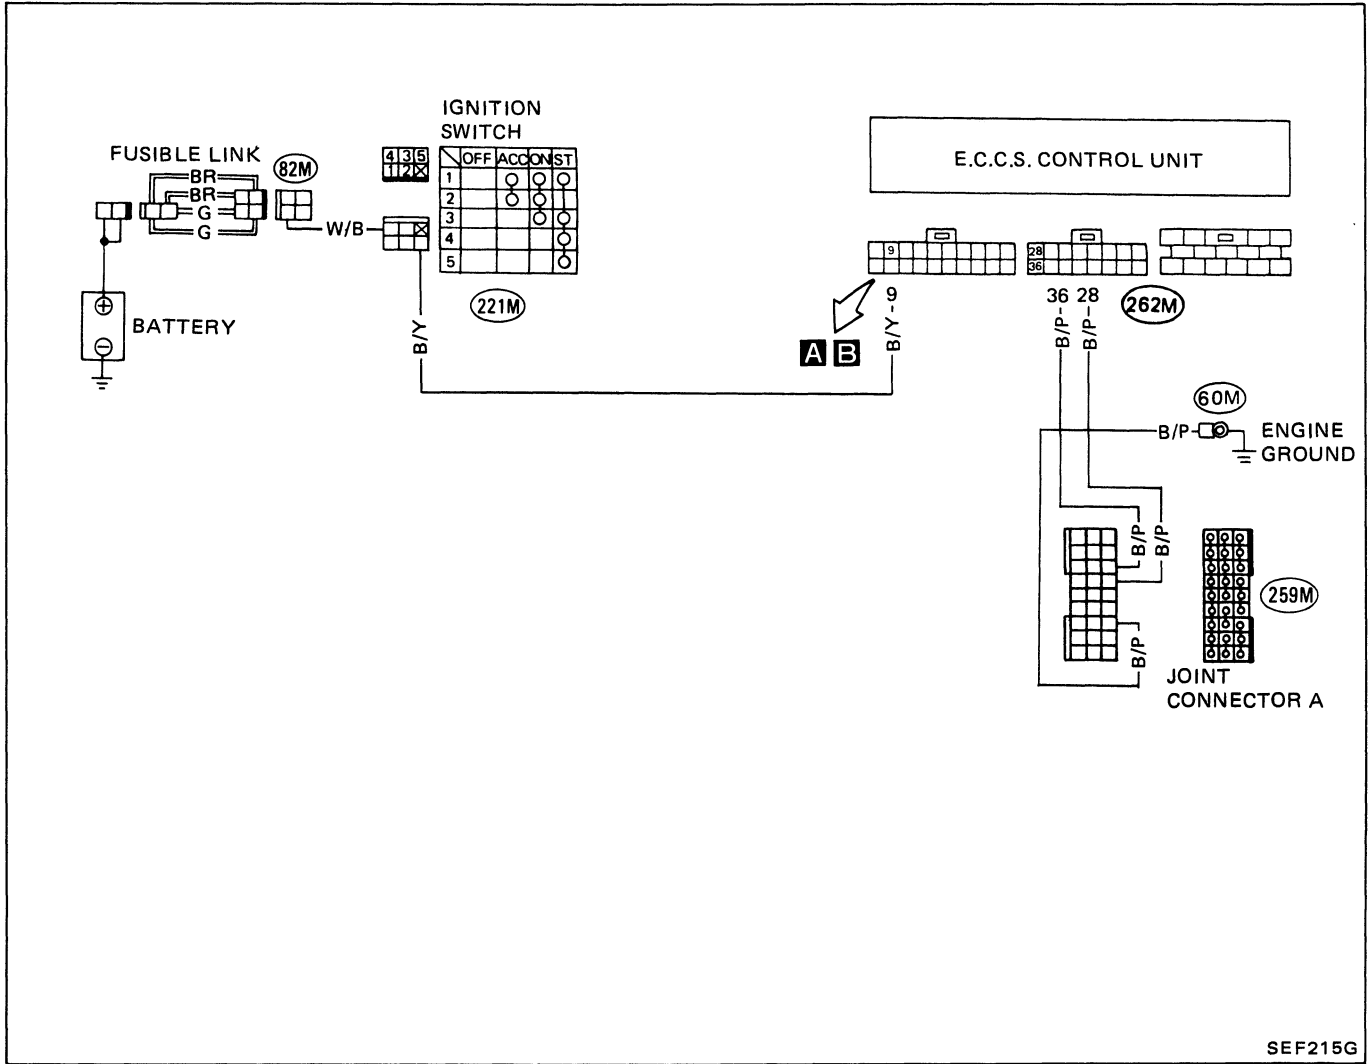 IGNITION
SWITCH
FUSIBLE LINK
82M
4 3 5
1 2
OFF ACC ON ST
1
2
3
4
5
BR
BR
G
G
W/B
221M
BATTERY
B/Y
E.C.C.S. CONTROL UNIT
9
28
36
9
36 28
262M
B/Y
B/P
B/P
A B
60M
B/P
ENGINE
GROUND
B/P
B/P
B/P
259M
JOINT
CONNECTOR A
SEF215G